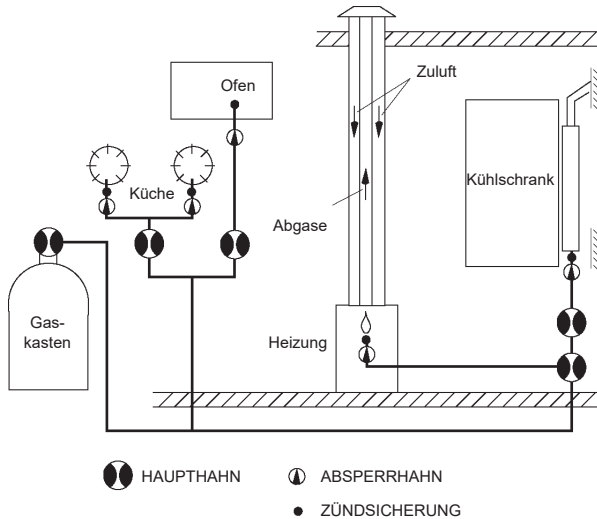 Ofen
Zuluft
Küche
Kühlschrank
Abgase
Gas-
kasten
Heizung
HAUPTHAHN
ABSPERRHAHN
ZÜNDSICHERUNG